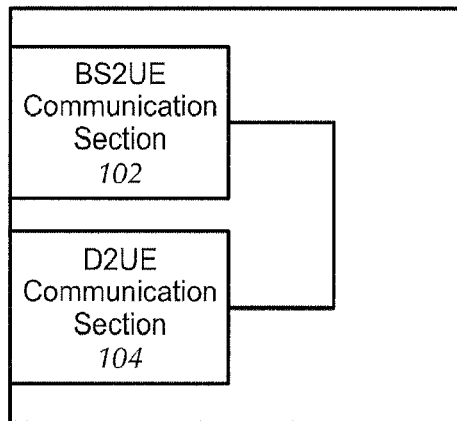 BS2UE
Communication
Section
102
D2UE
Communication
Section
104